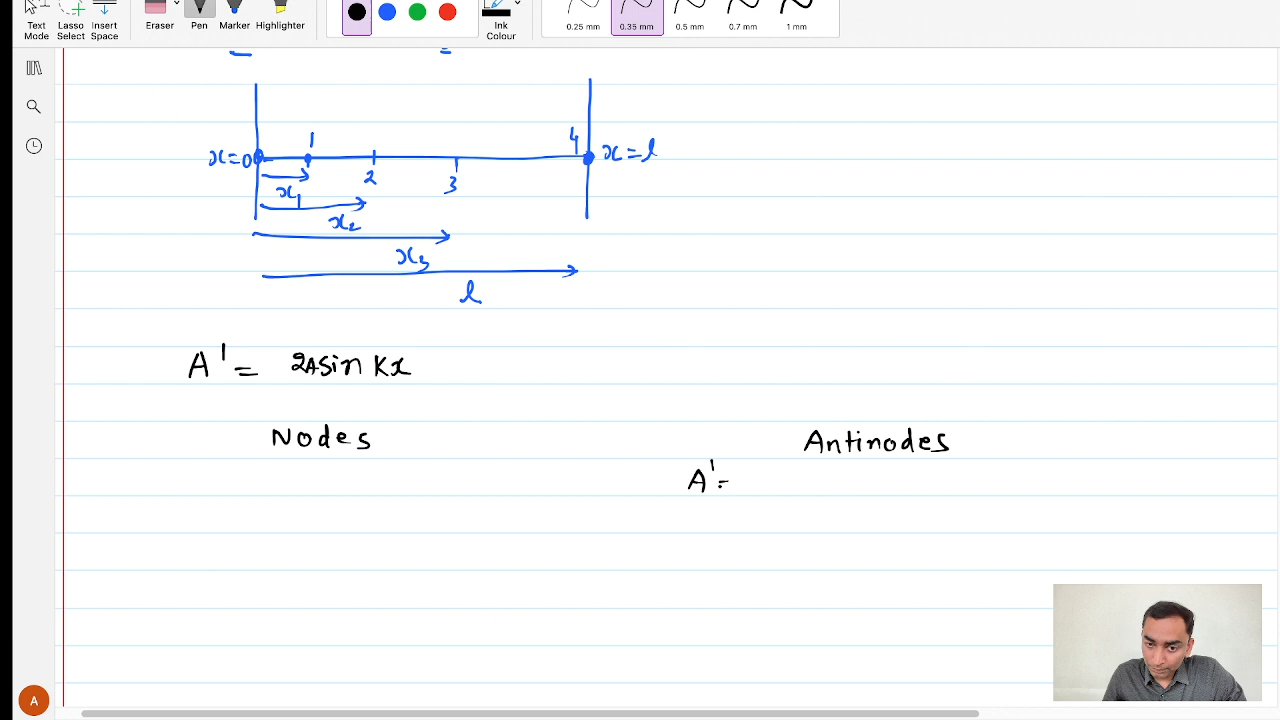 Text Mode
Lasso Select
Insert Space
Eraser
Pen
Marker
Highlighter
Ink Colour
0.25 mm
0.35 mm
0.5 mm
0.7 mm
1 mm
x=0
1
2
3
4
x=l
x₁
x₂
x₃
l
A' = 2A sin Kx
Nodes
Antinodes
A' =
A